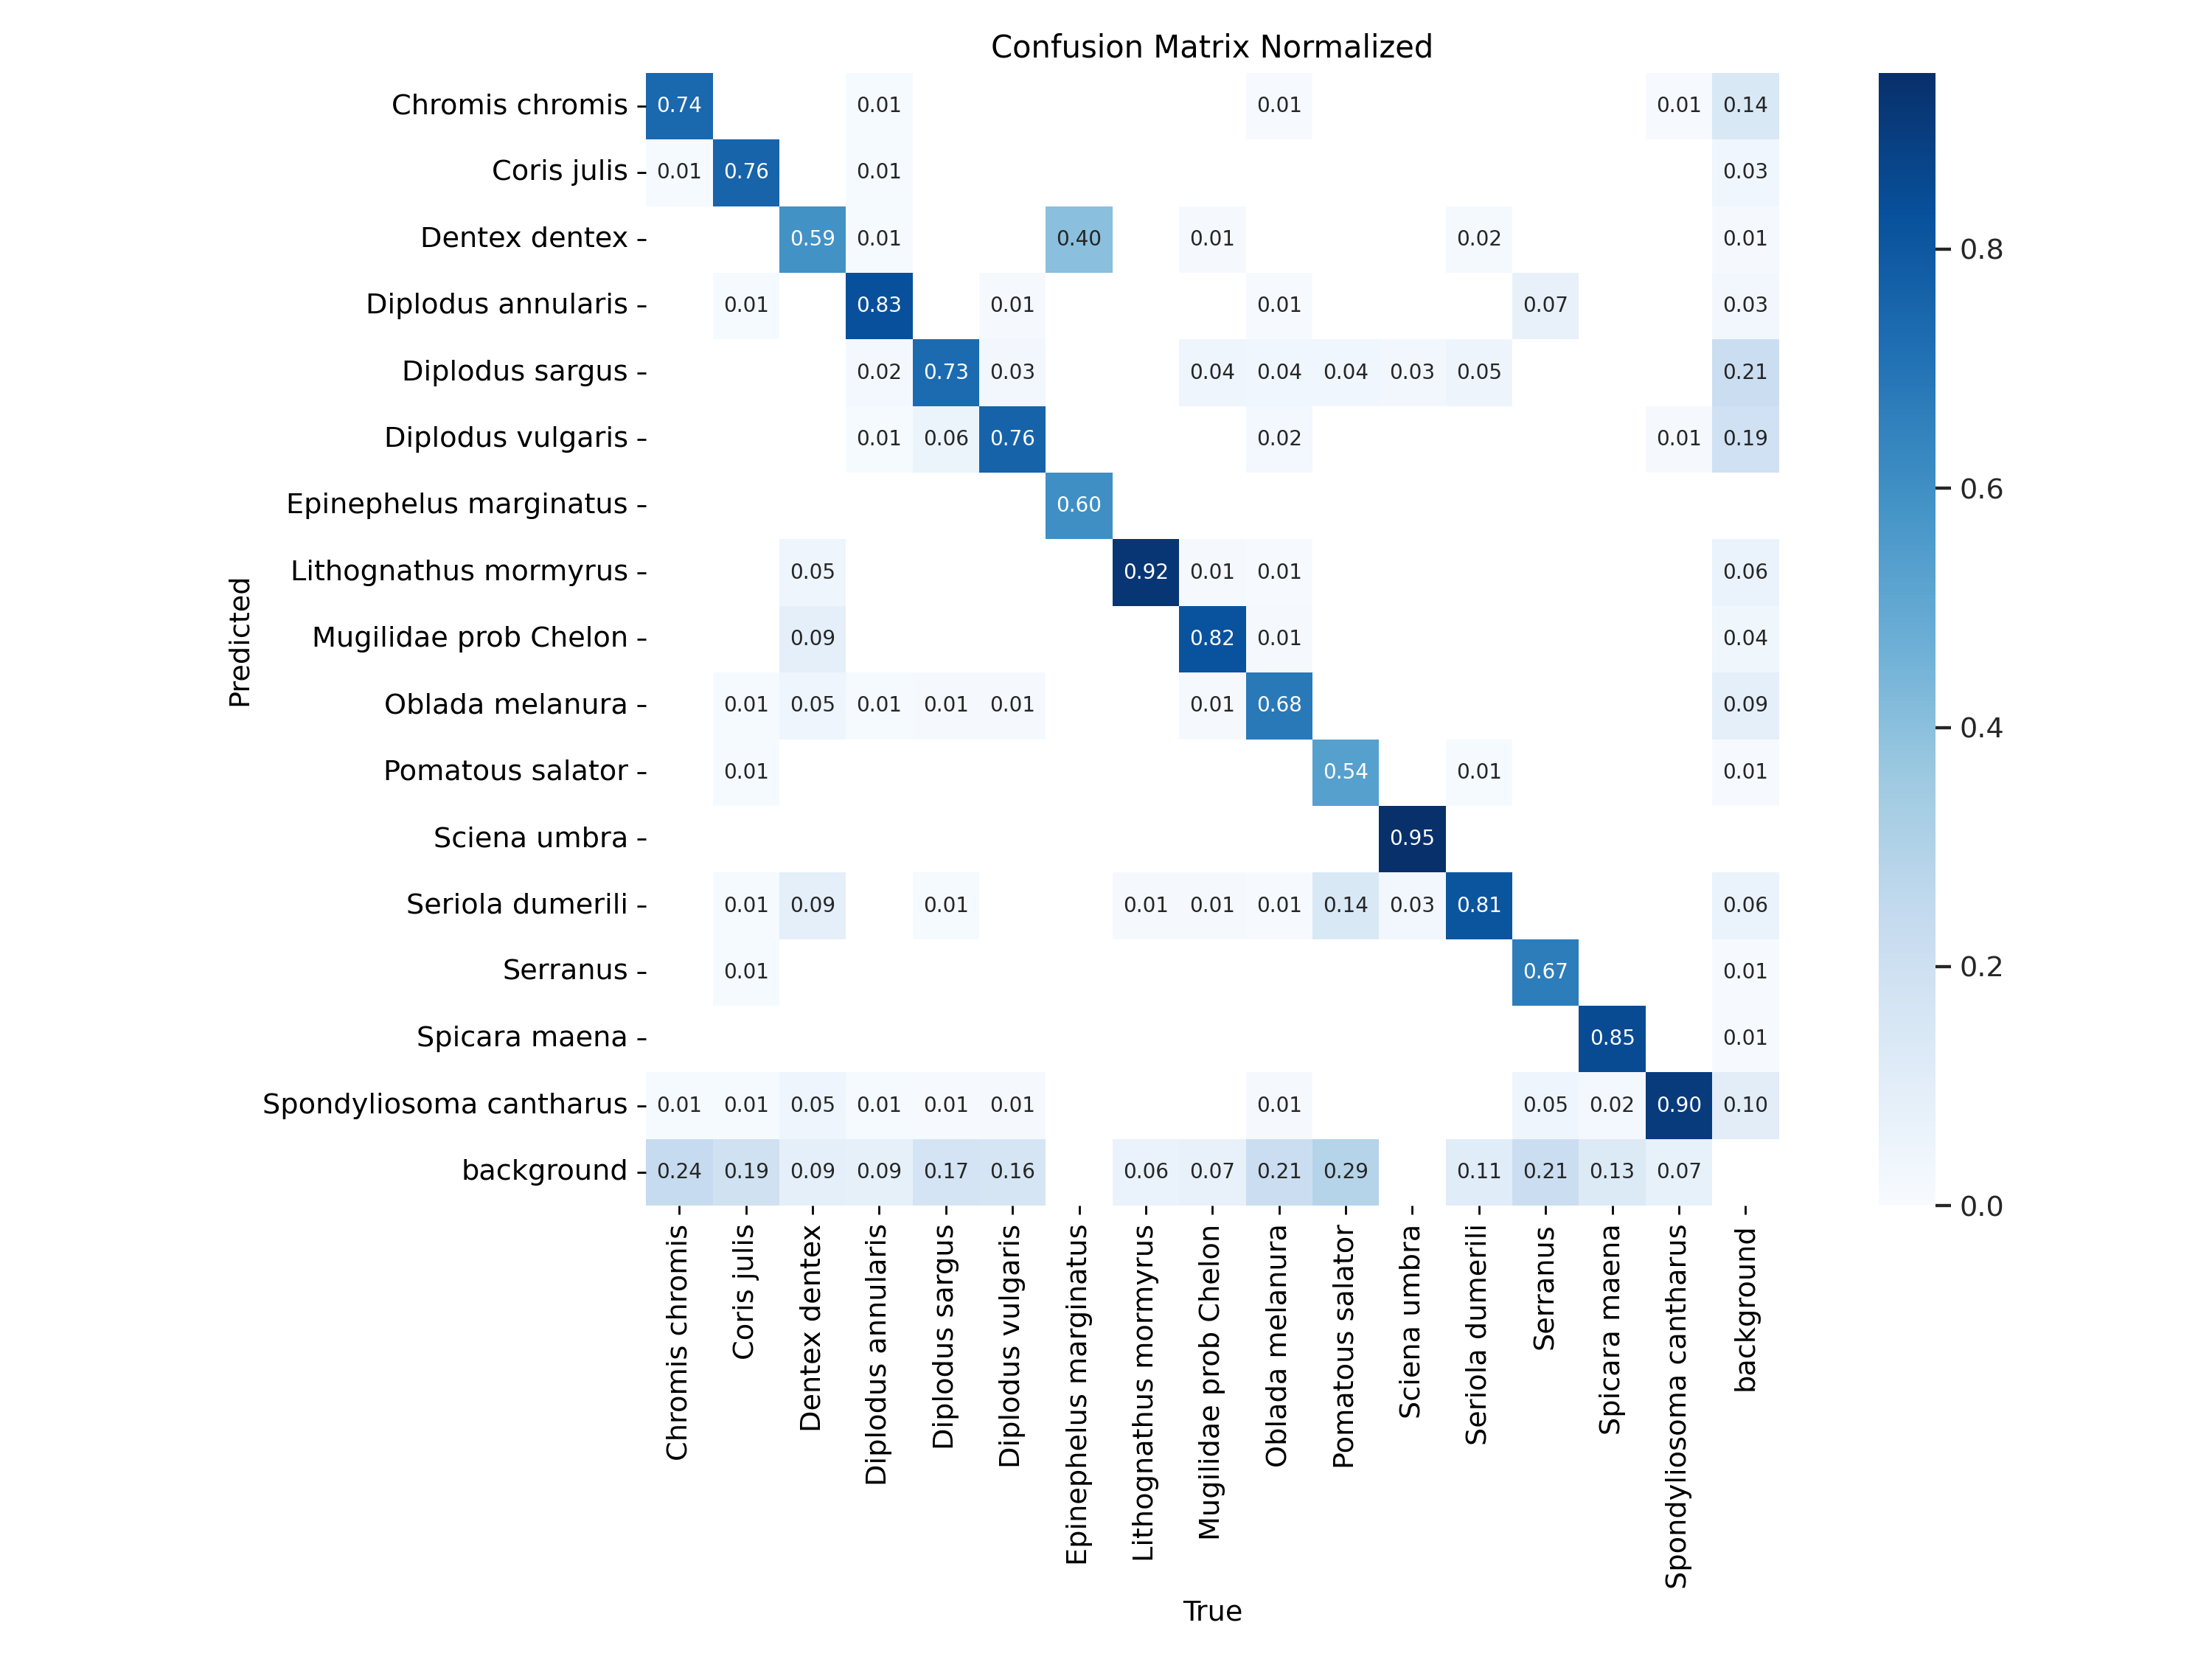 Confusion Matrix Normalized
Chromis chromis 0.74 0.01 0.01 0.01 0.14
Coris julis 0.01 0.76 0.01 0.03
Dentex dentex 0.59 0.01 0.40 0.01 0.02 0.01
0.8
Diplodus annularis 0.01 0.83 0.01 0.01 0.07 0.03
Diplodus sargus 0.02 0.73 0.03 0.04 0.04 0.04 0.03 0.05 0.21
Diplodus vulgaris 0.01 0.06 0.76 0.02 0.01 0.19
0.6
Epinephelus marginatus 0.60
Lithognathus mormyrus 0.05 0.92 0.01 0.01 0.06
Predicted
Mugilidae prob Chelon 0.09 0.82 0.01 0.04
Oblada melanura 0.01 0.05 0.01 0.01 0.01 0.01 0.68 0.09
0.4
Pomatous salator 0.01 0.54 0.01 0.01
Sciena umbra 0.95
Seriola dumerili 0.01 0.09 0.01 0.01 0.01 0.01 0.14 0.03 0.81 0.06
0.2
Serranus 0.01 0.67 0.01
Spicara maena 0.85 0.01
Spondyliosoma cantharus 0.01 0.01 0.05 0.01 0.01 0.01 0.01 0.05 0.02 0.90 0.10
background 0.24 0.19 0.09 0.09 0.17 0.16 0.06 0.07 0.21 0.29 0.11 0.21 0.13 0.07
0.0
Chromis chromis
Coris julis
Dentex dentex
Diplodus annularis
Diplodus sargus
Diplodus vulgaris
Epinephelus marginatus
Lithognathus mormyrus
Mugilidae prob Chelon
Oblada melanura
Pomatous salator
Sciena umbra
Seriola dumerili
Serranus
Spicara maena
Spondyliosoma cantharus
background
True